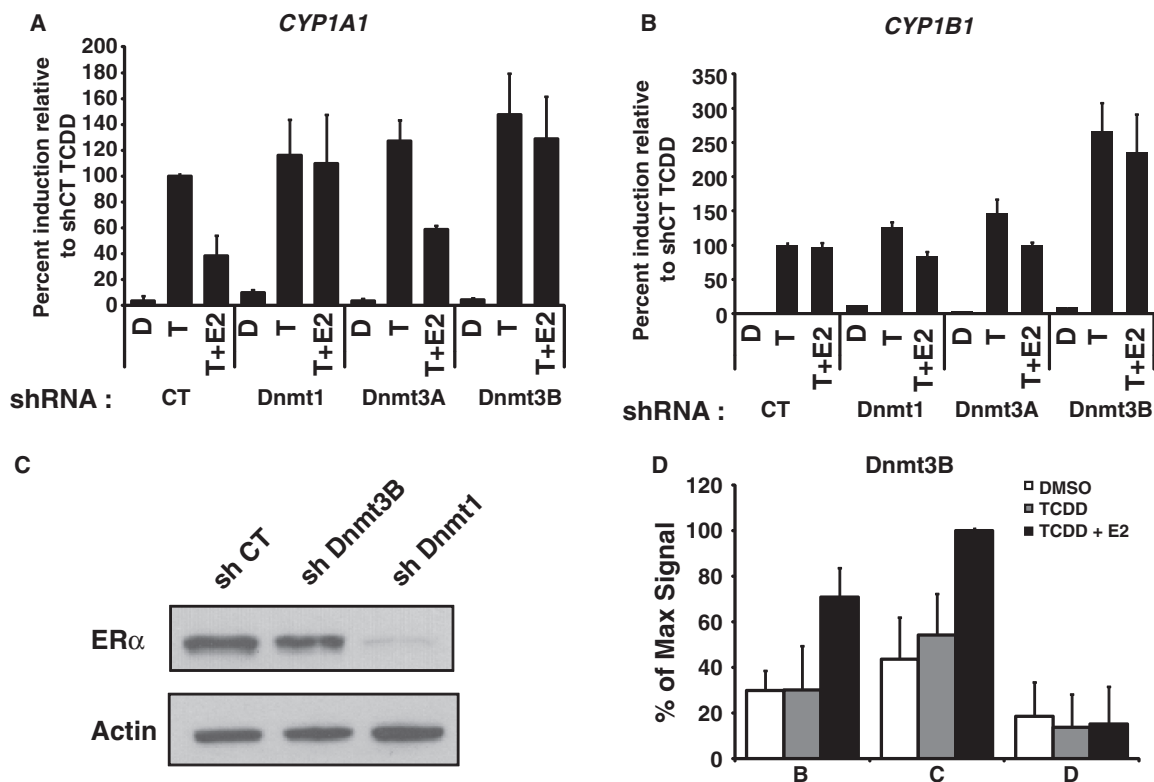 A
CYP1A1
Percent induction relative
to shCT TCDD
200
180
160
140
120
100
80
60
40
20
0
D
T
T+E2
D
T
T+E2
D
T
T+E2
D
T
T+E2
shRNA :
CT
Dnmt1
Dnmt3A
Dnmt3B
B
CYP1B1
Percent induction relative
to shCT TCDD
350
300
250
200
150
100
50
0
D
T
T+E2
D
T
T+E2
D
T
T+E2
D
T
T+E2
shRNA :
CT
Dnmt1
Dnmt3A
Dnmt3B
C
sh CT
sh Dnmt3B
sh Dnmt1
ERα
Actin
D
Dnmt3B
% of Max Signal
120
100
80
60
40
20
0
DMSO
TCDD
TCDD + E2
B
C
D